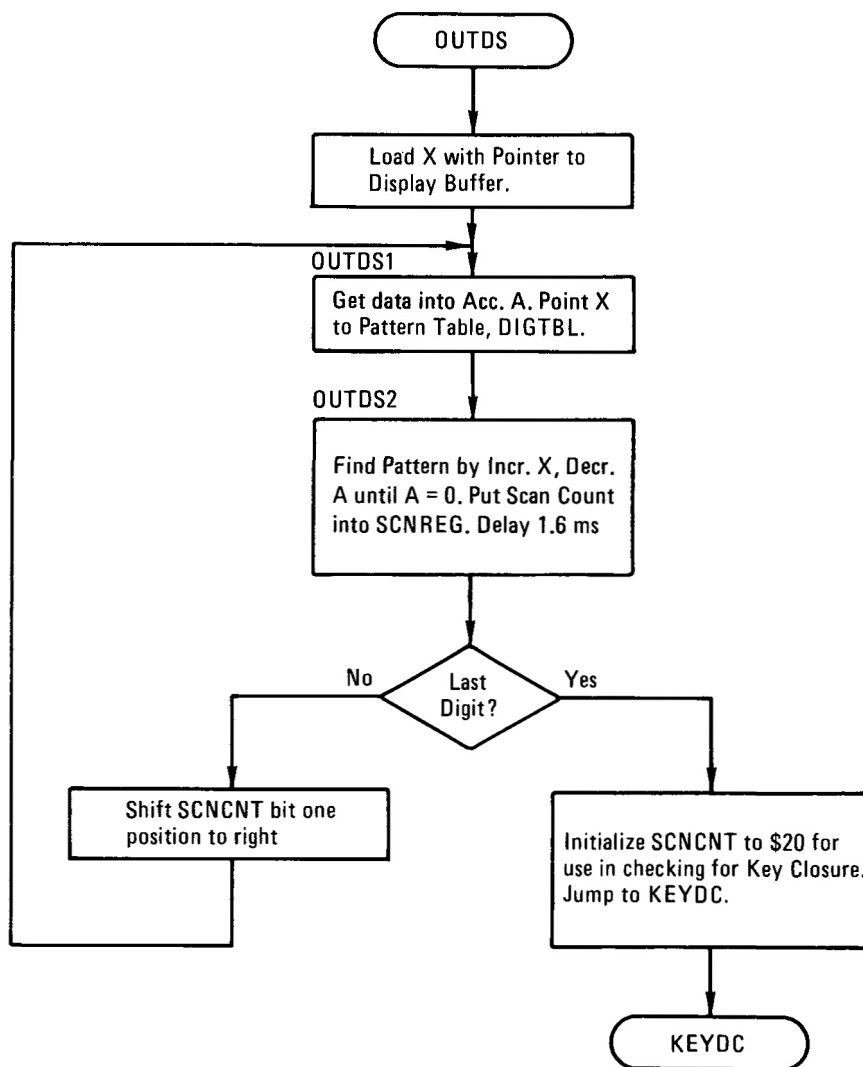 OUTDS
Load X with Pointer to
Display Buffer.
OUTDS1
Get data into Acc. A. Point X
to Pattern Table, DIGTBL.
OUTDS2
Find Pattern by Incr. X, Decr.
A until A = 0. Put Scan Count
into SCNREG. Delay 1.6 ms
No
Last
Digit?
Yes
Shift SCNCNT bit one
position to right
Initialize SCNCNT to $20 for
use in checking for Key Closure.
Jump to KEYDC.
KEYDC